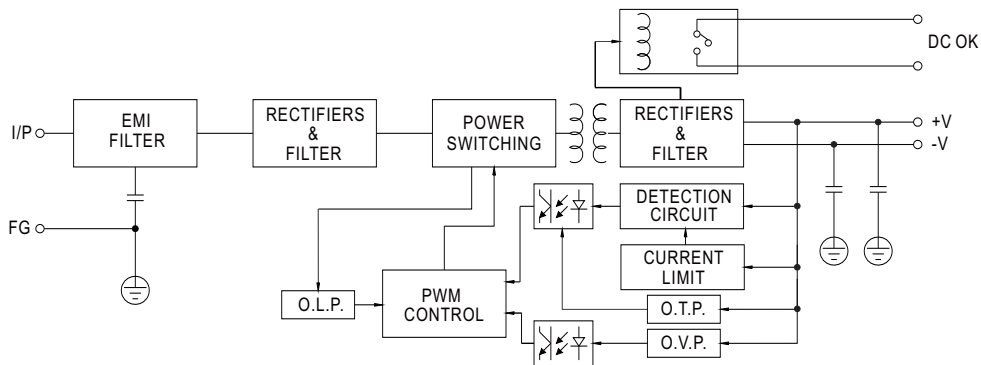 DC OK
EMI
FILTER
RECTIFIERS
&
FILTER
POWER
SWITCHING
RECTIFIERS
&
FILTER
I/P
+V
-V
FG
DETECTION
CIRCUIT
CURRENT
LIMIT
O.L.P.
PWM
CONTROL
O.T.P.
O.V.P.